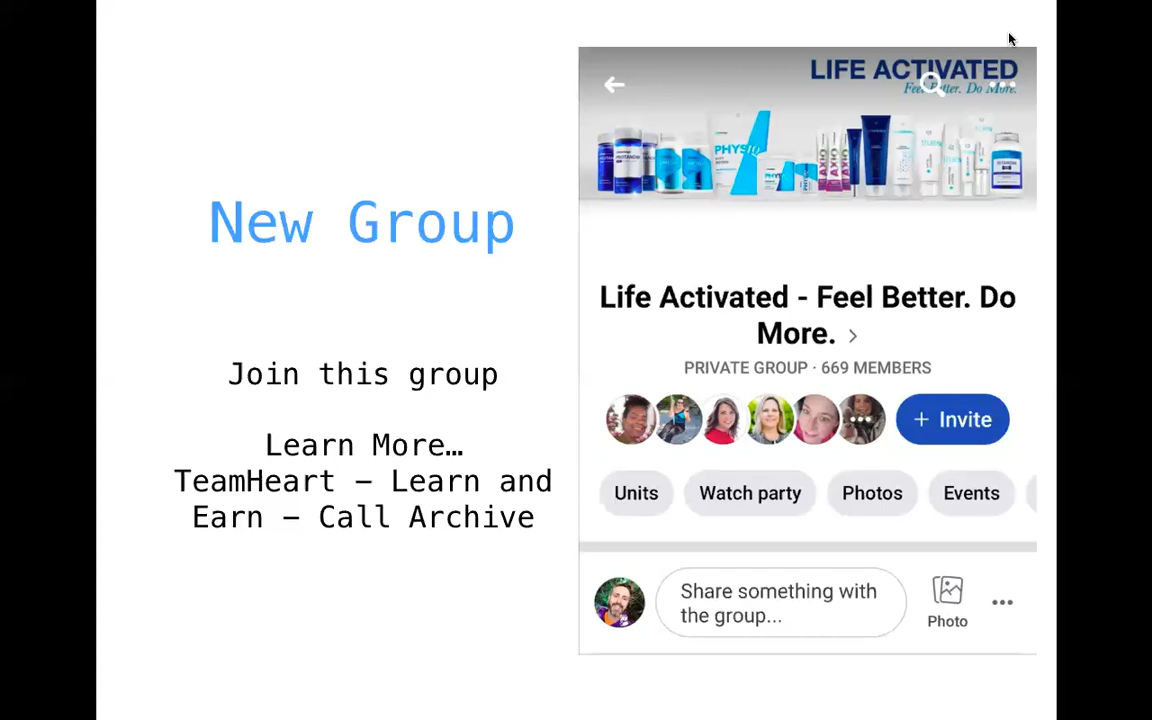 New Group
Join this group
Learn More…
TeamHeart – Learn and
Earn – Call Archive
LIFE ACTIVATED
Feel Better. Do More.
PHYSIQ
AXIO
Life Activated - Feel Better. Do
More. >
PRIVATE GROUP · 669 MEMBERS
+ Invite
Units
Watch party
Photos
Events
Share something with
the group...
Photo